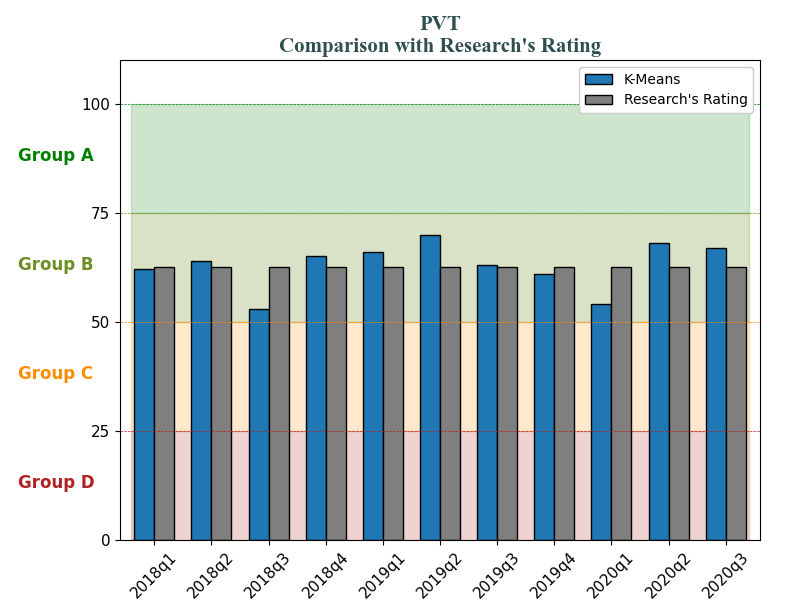 PVT
Comparison with Research's Rating
K-Means
Research's Rating
100
Group A
75
Group B
50
Group C
25
Group D
0
2018q1
2018q2
2018q3
2018q4
2019q1
2019q2
2019q3
2019q4
2020q1
2020q2
2020q3